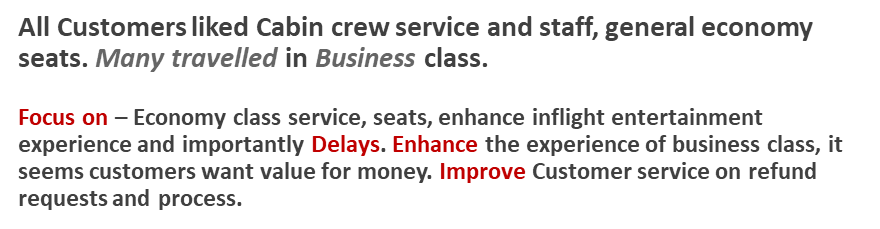 All Customers liked Cabin crew service and staff, general economy
seats. Many travelled in Business class.
Focus on – Economy class service, seats, enhance inflight entertainment
experience and importantly Delays. Enhance the experience of business class, it
seems customers want value for money. Improve Customer service on refund
requests and process.